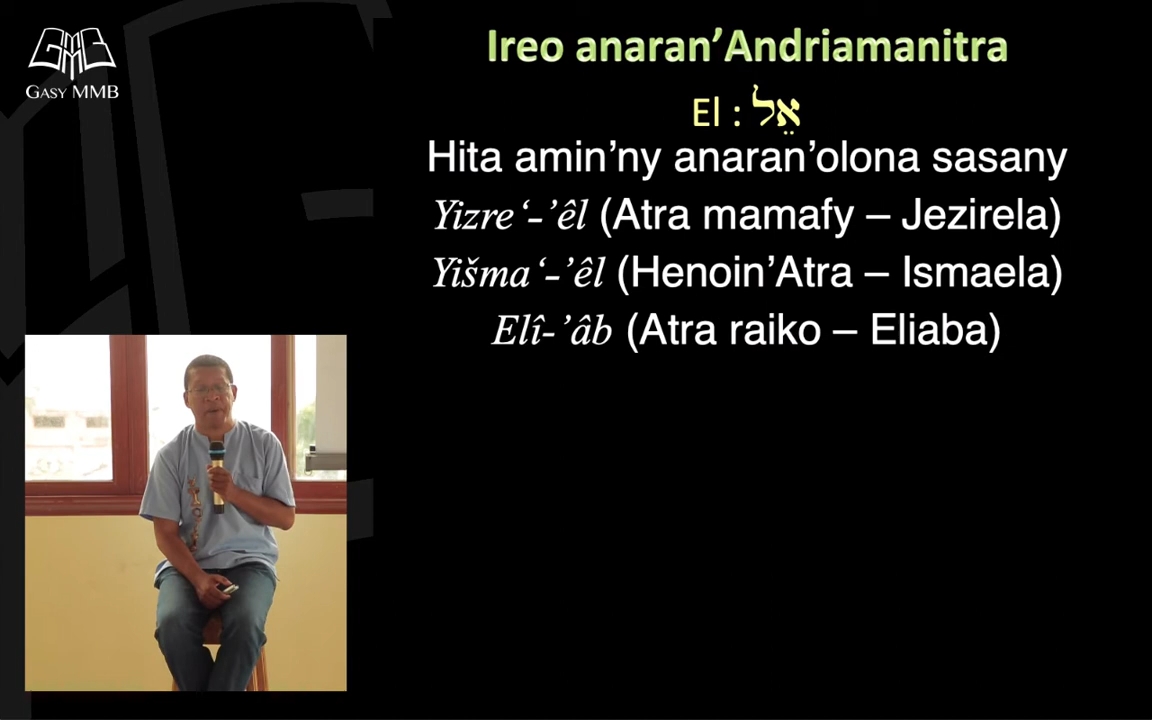 GMMB
GASY MMB
Ireo anaran’Andriamanitra
El : אֵל
Hita amin’ny anaran’olona sasany
Yizre‘-’êl (Atra mamafy – Jezirela)
Yišma‘-’êl (Henoin’Atra – Ismaela)
Elî-’âb (Atra raiko – Eliaba)